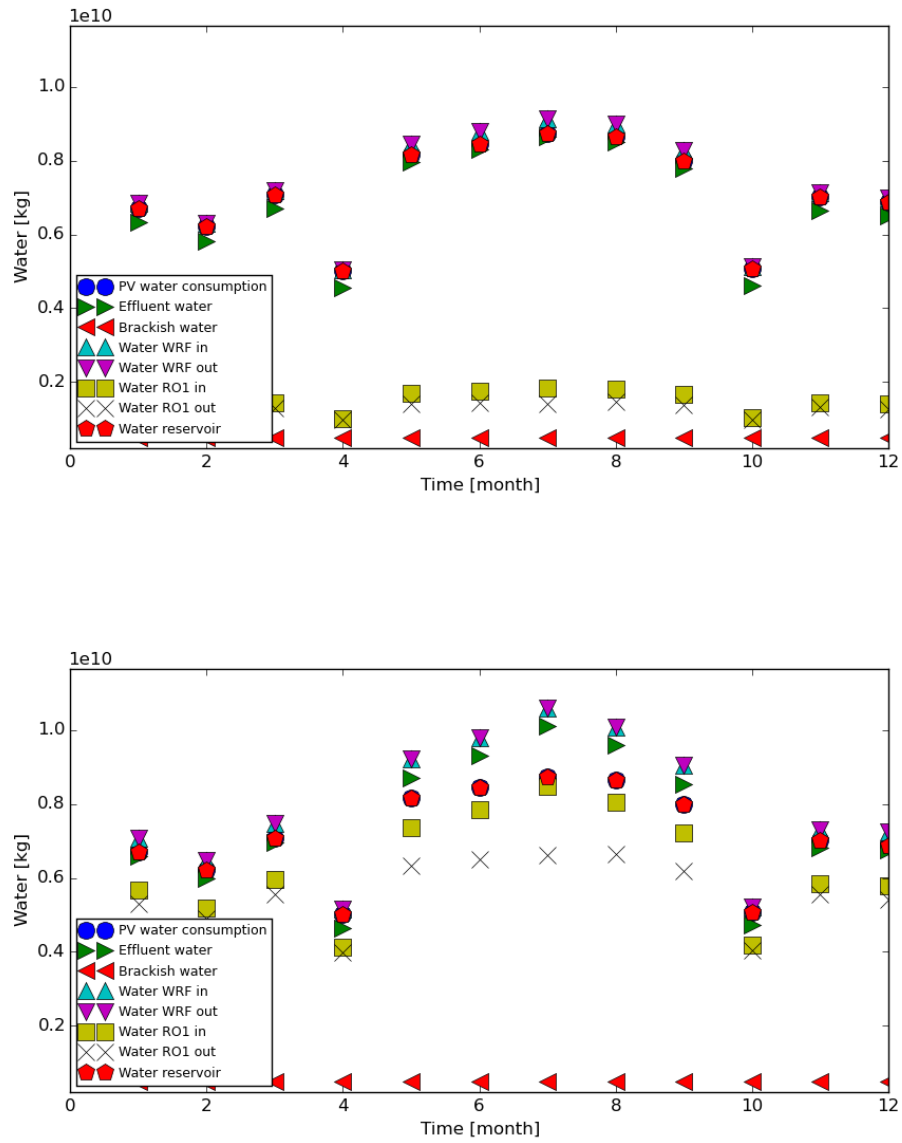 1e10
1.0
0.8
0.6
0.4
0.2
Water [kg]
PV water consumption
Effluent water
Brackish water
Water WRF in
Water WRF out
Water RO1 in
Water RO1 out
Water reservoir
0 2 4 6 8 10 12
Time [month]
1e10
1.0
0.8
0.6
0.4
0.2
Water [kg]
PV water consumption
Effluent water
Brackish water
Water WRF in
Water WRF out
Water RO1 in
Water RO1 out
Water reservoir
0 2 4 6 8 10 12
Time [month]